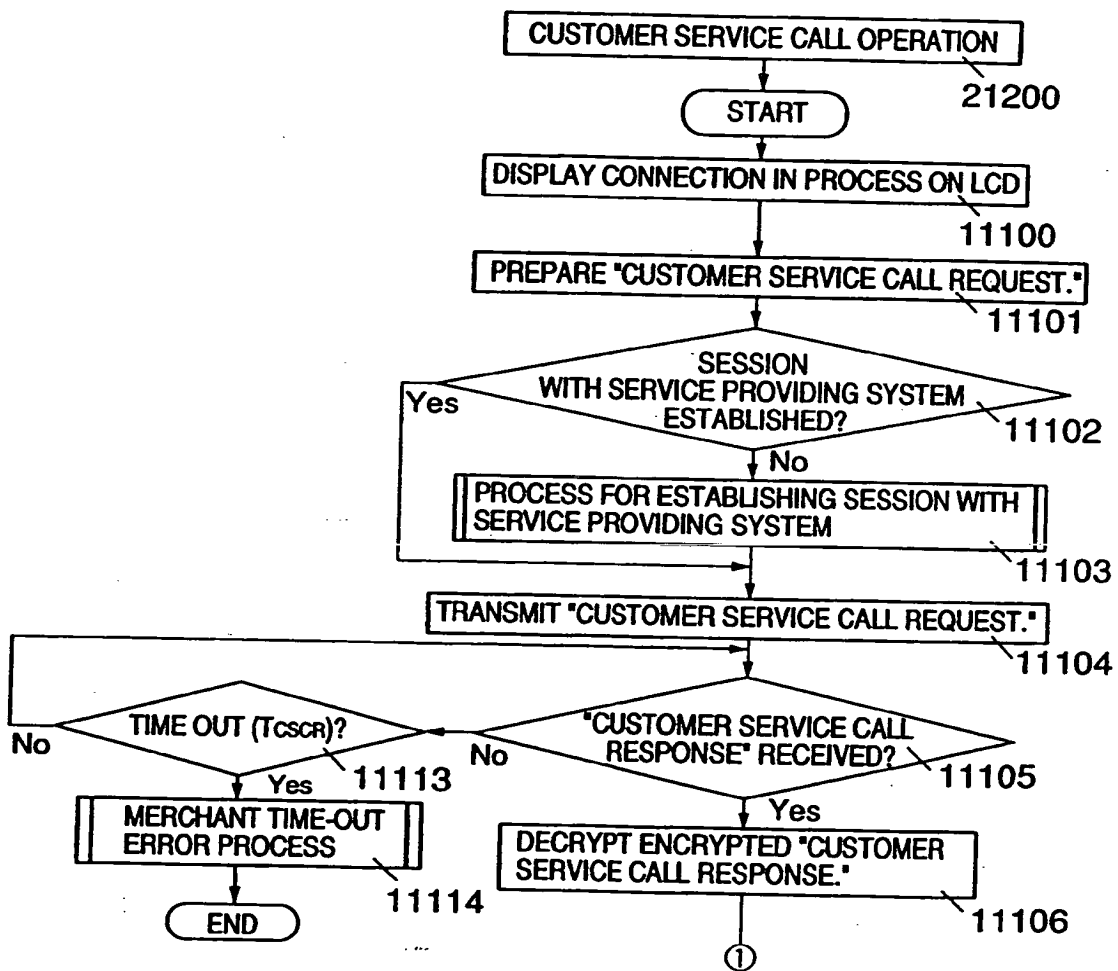 CUSTOMER SERVICE CALL OPERATION
21200
START
DISPLAY CONNECTION IN PROCESS ON LCD
11100
PREPARE "CUSTOMER SERVICE CALL REQUEST."
11101
SESSION
WITH SERVICE PROVIDING SYSTEM
ESTABLISHED?
11102
Yes
No
PROCESS FOR ESTABLISHING SESSION WITH
SERVICE PROVIDING SYSTEM
11103
TRANSMIT "CUSTOMER SERVICE CALL REQUEST."
11104
"CUSTOMER SERVICE CALL
RESPONSE" RECEIVED?
11105
No
Yes
TIME OUT (TCSCR)?
11113
No
Yes
MERCHANT TIME-OUT
ERROR PROCESS
11114
END
DECRYPT ENCRYPTED "CUSTOMER
SERVICE CALL RESPONSE."
11106
①